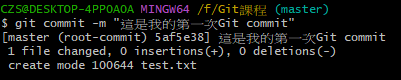 CZS@DESKTOP-4PPOAOA MINGW64 /f/Git課程 (master)
$ git commit -m "這是我的第一次Git commit"
[master (root-commit) 5af5e38] 這是我的第一次Git commit
 1 file changed, 0 insertions(+), 0 deletions(-)
 create mode 100644 test.txt